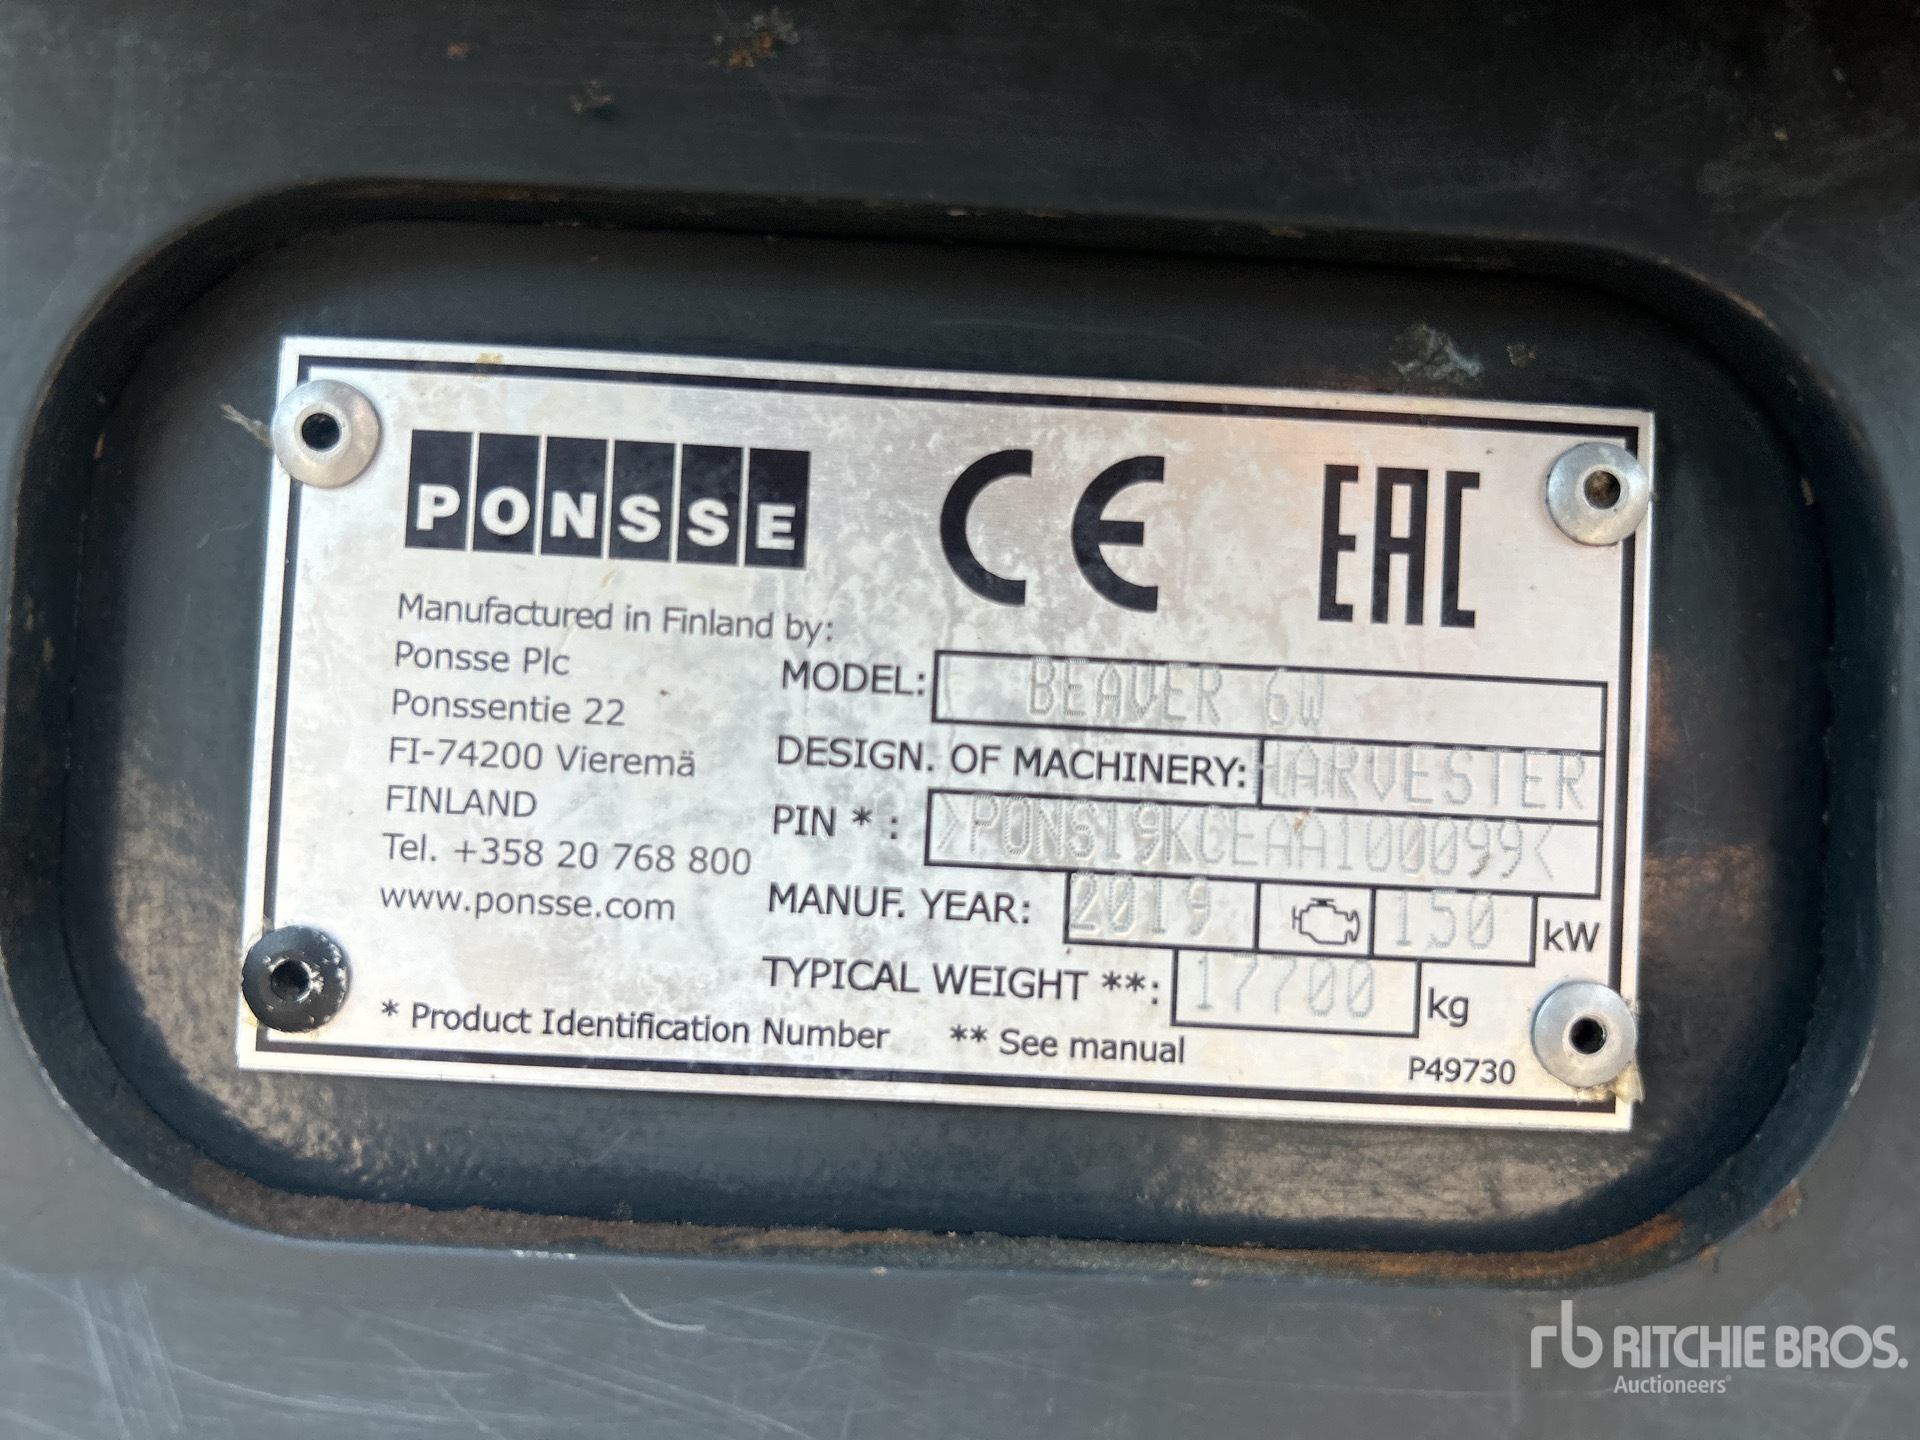 PONSSE
CE EAC
Manufactured in Finland by:
Ponsse Plc
Ponssentie 22
FI-74200 Vieremä
FINLAND
Tel. +358 20 768 800
www.ponsse.com
MODEL: BEAVER 6W
DESIGN. OF MACHINERY: HARVESTER
PIN * : >PONS19KCEAA100099<
MANUF. YEAR: 2019 150 kW
TYPICAL WEIGHT **: 17700 kg
* Product Identification Number ** See manual
P49730
rb RITCHIE BROS.
Auctioneers